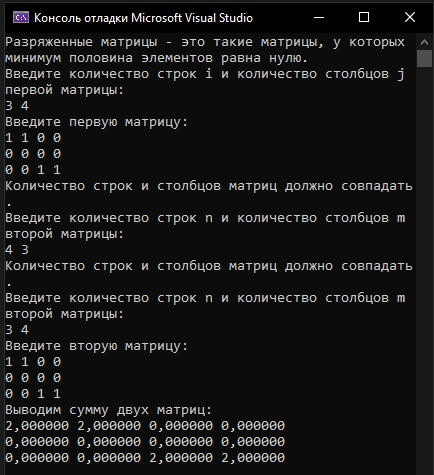 Консоль отладки Microsoft Visual Studio
Разряженные матрицы - это такие матрицы, у которых
минимум половина элементов равна нулю.
Введите количество строк i и количество столбцов j
первой матрицы:
3 4
Введите первую матрицу:
1 1 0 0
0 0 0 0
0 0 1 1
Количество строк и столбцов матриц должно совпадать
.
Введите количество строк n и количество столбцов m
второй матрицы:
4 3
Количество строк и столбцов матриц должно совпадать
.
Введите количество строк n и количество столбцов m
второй матрицы:
3 4
Введите вторую матрицу:
1 1 0 0
0 0 0 0
0 0 1 1
Выводим сумму двух матриц:
2,000000 2,000000 0,000000 0,000000
0,000000 0,000000 0,000000 0,000000
0,000000 0,000000 2,000000 2,000000